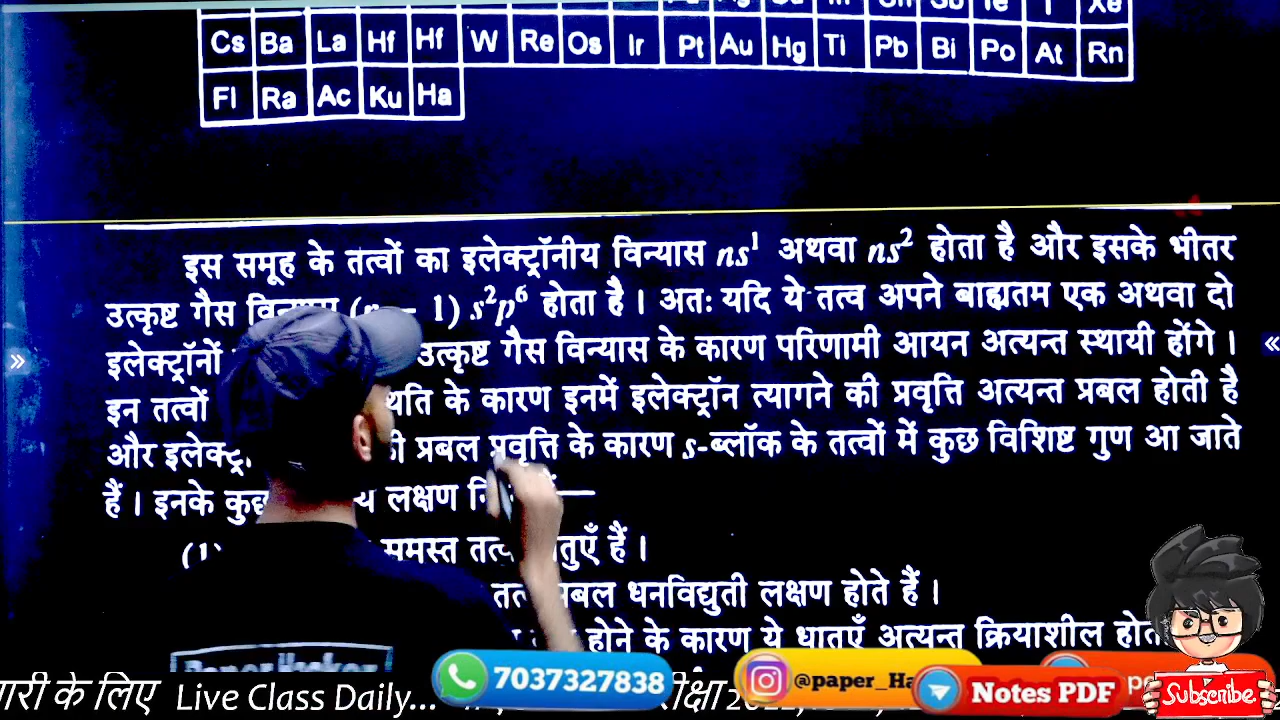 Xe
Cs Ba La Hf Hf W Re Os Ir Pt Au Hg Ti Pb Bi Po At Rn
Fl Ra Ac Ku Ha
इस समूह के तत्वों का इलेक्ट्रॉनीय विन्यास ns¹ अथवा ns² होता है और इसके भीतर
उत्कृष्ट गैस 1) s²p⁶ होता है । अतः यदि ये तत्व अपने बाह्यतम एक अथवा दो
इलेक्ट्रॉनों उत्कृष्ट गैस विन्यास के कारण परिणामी आयन अत्यन्त स्थायी होंगे ।
इन तत्वों के कारण इनमें इलेक्ट्रॉन त्यागने की प्रवृत्ति अत्यन्त प्रबल होती है
और प्रबल प्रवृत्ति के कारण s-ब्लॉक के तत्वों में कुछ विशिष्ट गुण आ जाते
हैं । इनके लक्षण
समस्त हैं ।
धनविद्युती लक्षण होते हैं ।
होने के कारण ये धातुएँ अत्यन्त क्रियाशील
» «
7037327838 Notes PDF Subscribe
के लिए Live Class Daily...